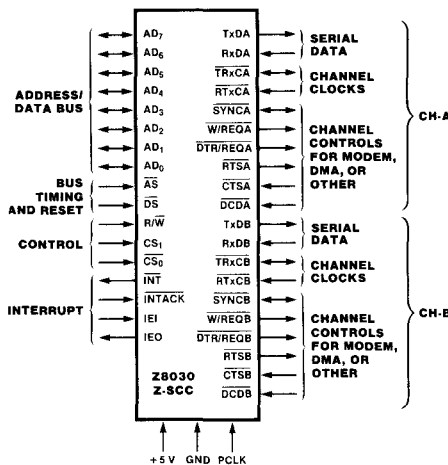 ADDRESS/
DATA BUS
BUS
TIMING
AND RESET
CONTROL
INTERRUPT
AD7
AD6
AD5
AD4
AD3
AD2
AD1
AD0
AS
DS
R/W
CS1
CS0
INT
INTACK
IEI
IEO
TxDA
RxDA
TRxCA
RTxCA
SYNCA
W/REQA
DTR/REQA
RTSA
CTSA
DCDA
TxDB
RxDB
TRxCB
RTxCB
SYNCB
W/REQB
DTR/REQB
RTSB
CTSB
DCDB
Z8030
Z-SCC
SERIAL
DATA
CHANNEL
CLOCKS
CHANNEL
CONTROLS
FOR MODEM,
DMA, OR
OTHER
CH-A
SERIAL
DATA
CHANNEL
CLOCKS
CHANNEL
CONTROLS
FOR MODEM,
DMA, OR
OTHER
CH-B
+5 V GND PCLK